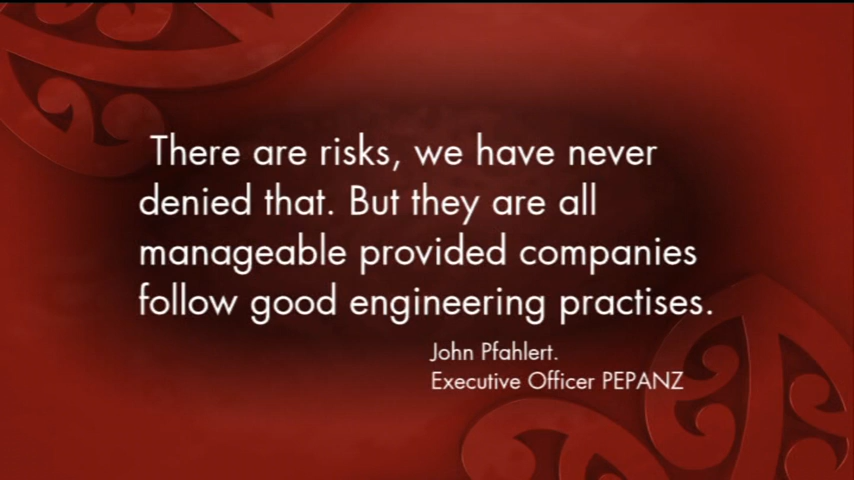 There are risks, we have never
denied that. But they are all
manageable provided companies
follow good engineering practises.
John Pfahlert.
Executive Officer PEPANZ